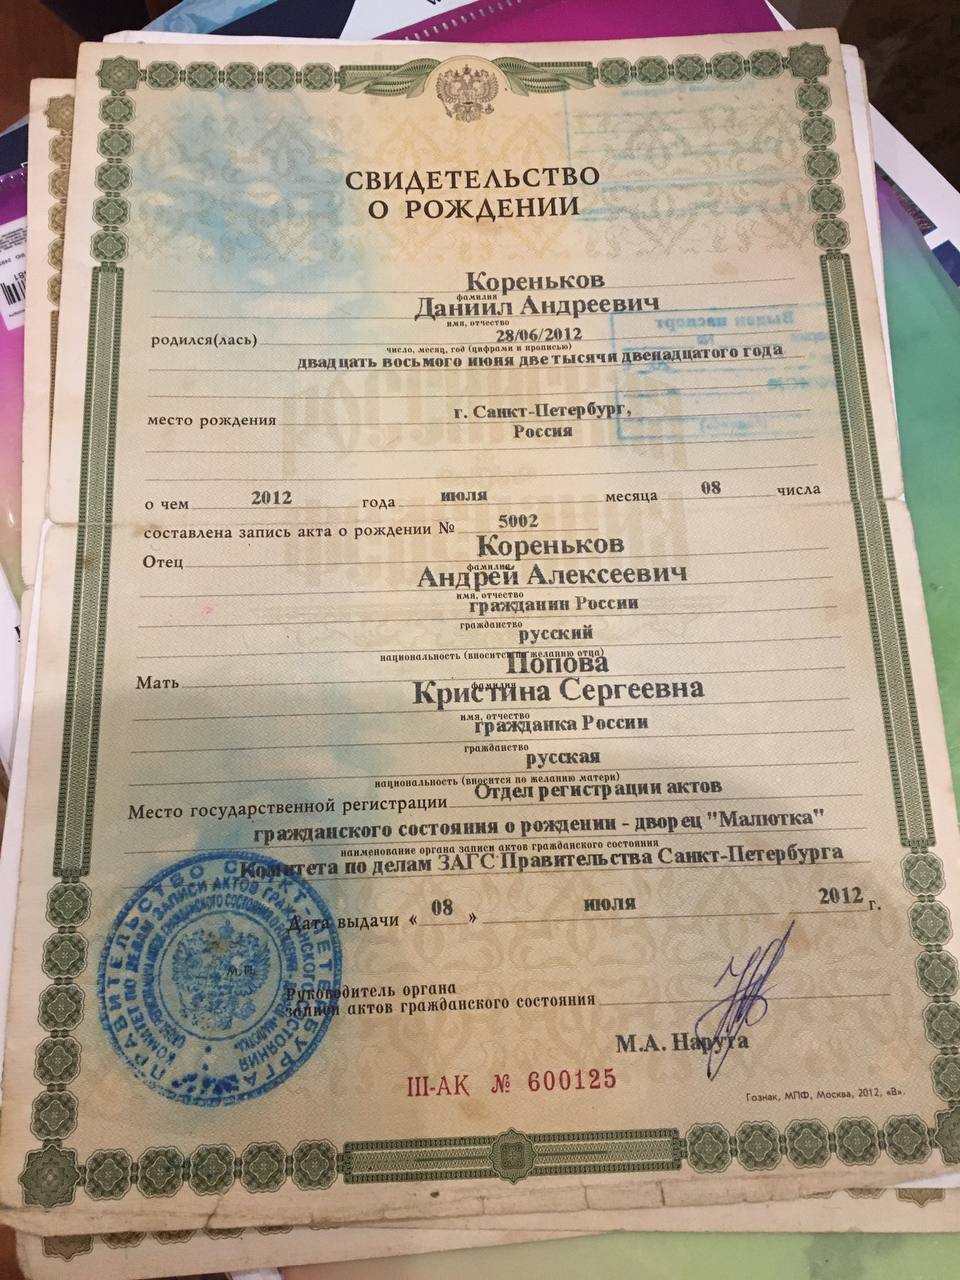 СВИДЕТЕЛЬСТВО
О РОЖДЕНИИ
Кореньков
фамилия
Даниил Андреевич
имя, отчество
родился(лась) 28/06/2012
число, месяц, год (цифрами и прописью)
двадцать восьмого июня две тысячи двенадцатого года
место рождения г. Санкт-Петербург,
Россия
о чем 2012 года июля месяца 08 числа
составлена запись акта о рождении № 5002
Отец Кореньков
фамилия
Андрей Алексеевич
имя, отчество
гражданин России
гражданство
русский
национальность (вносится по желанию отца)
Мать Попова
фамилия
Кристина Сергеевна
имя, отчество
гражданка России
гражданство
русская
национальность (вносится по желанию матери)
Место государственной регистрации Отдел регистрации актов
гражданского состояния о рождении - дворец "Малютка"
наименование органа записи актов гражданского состояния
Комитета по делам ЗАГС Правительства Санкт-Петербурга
Дата выдачи « 08 » июля 2012 г.
М.П.
Руководитель органа
записи актов гражданского состояния
М.А. Нарута
III-АК № 600125
Гознак, МПФ, Москва, 2012, «В».
ПРАВИТЕЛЬСТВО САНКТ-ПЕТЕРБУРГА
Выдан паспорт